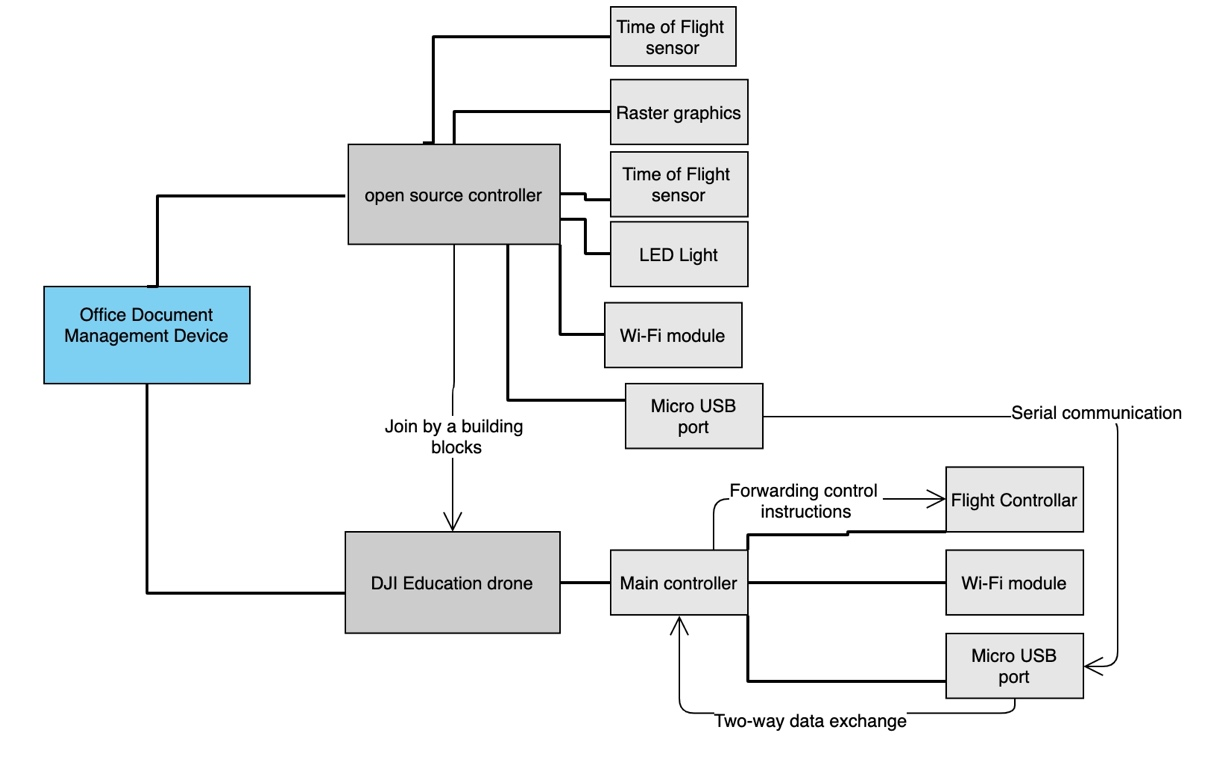 Time of Flight
sensor
Raster graphics
Time of Flight
sensor
open source controller
LED Light
Office Document
Management Device
Wi-Fi module
Micro USB
port
Serial communication
Join by a building
blocks
Forwarding control
instructions
Flight Controllar
DJI Education drone
Main controller
Wi-Fi module
Micro USB
port
Two-way data exchange